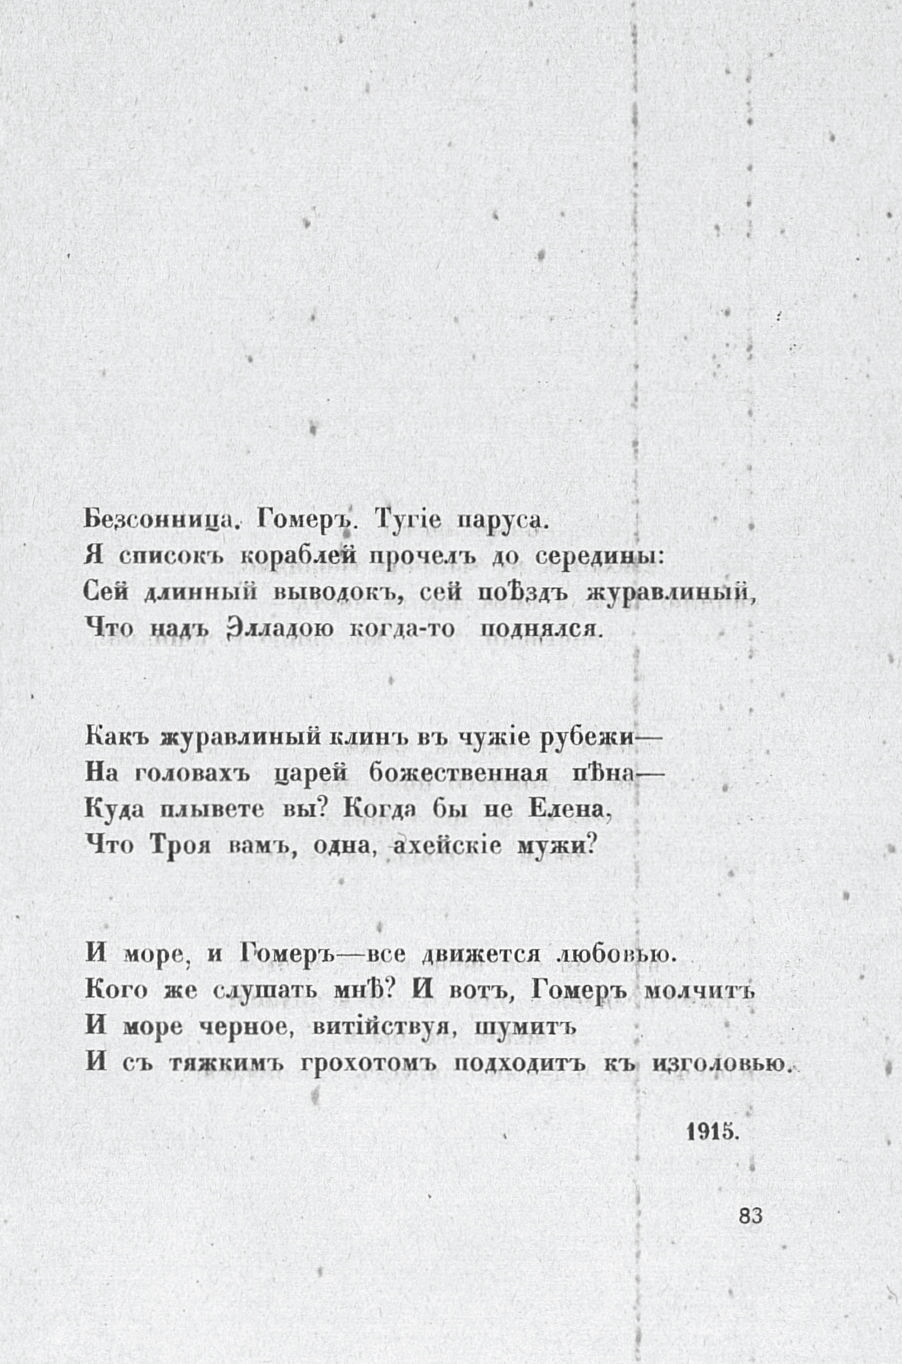 Безсонница. Гомеръ. Тугіе паруса.
Я списокъ кораблей прочелъ до середины:
Сей длинный выводокъ, сей поѣздъ журавлиный,
Что надъ Элладою когда-то поднялся.
Какъ журавлиный клинъ въ чужіе рубежи—
На головахъ царей божественная пѣна—
Куда плывете вы? Когда бы не Елена,
Что Троя вамъ, одна, ахейскіе мужи?
И море, и Гомеръ—все движется любовью.
Кого же слушать мнѣ? И вотъ, Гомеръ молчитъ
И море черное, витійствуя, шумитъ
И съ тяжкимъ грохотомъ подходитъ къ изголовью.
1915.
83